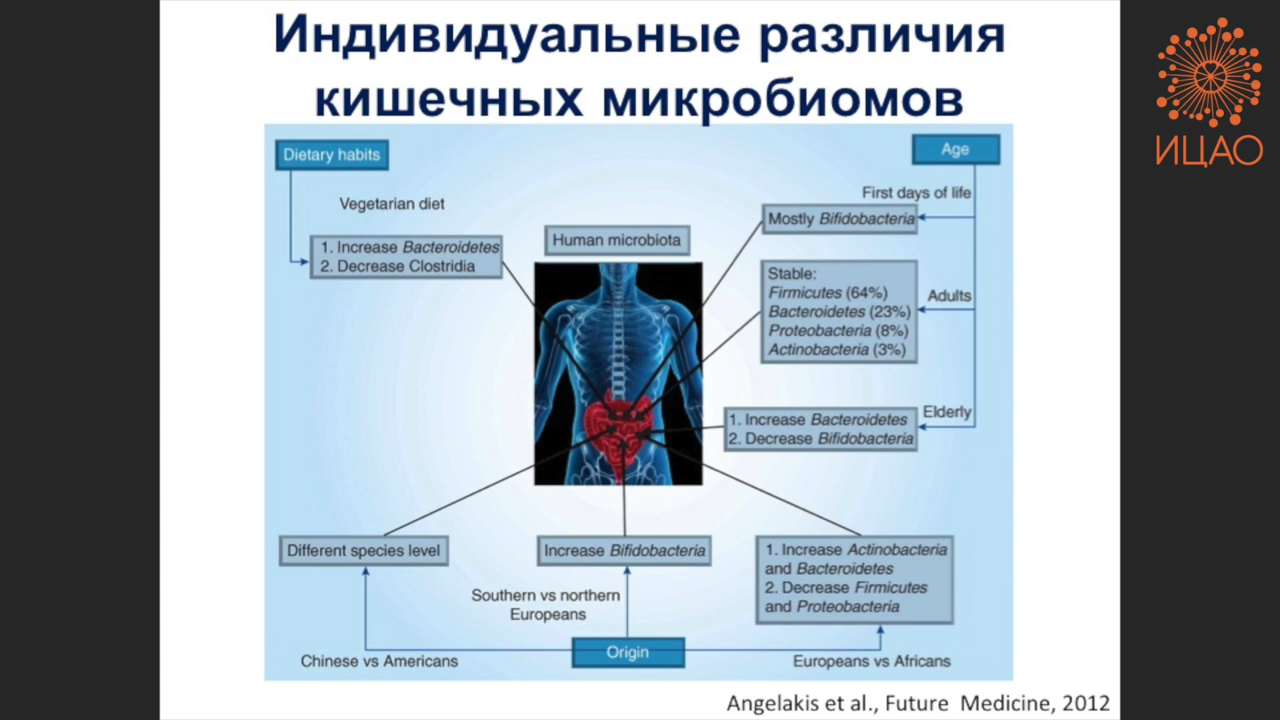 Индивидуальные различия
кишечных микробиомов
ИЦАО
Dietary habits
Vegetarian diet
1. Increase Bacteroidetes
2. Decrease Clostridia
Human microbiota
Age
First days of life
Mostly Bifidobacteria
Stable:
Firmicutes (64%)
Bacteroidetes (23%)
Proteobacteria (8%)
Actinobacteria (3%)
Adults
Elderly
1. Increase Bacteroidetes
2. Decrease Bifidobacteria
Different species level
Increase Bifidobacteria
1. Increase Actinobacteria
and Bacteroidetes
2. Decrease Firmicutes
and Proteobacteria
Southern vs northern
Europeans
Chinese vs Americans
Origin
Europeans vs Africans
Angelakis et al., Future Medicine, 2012